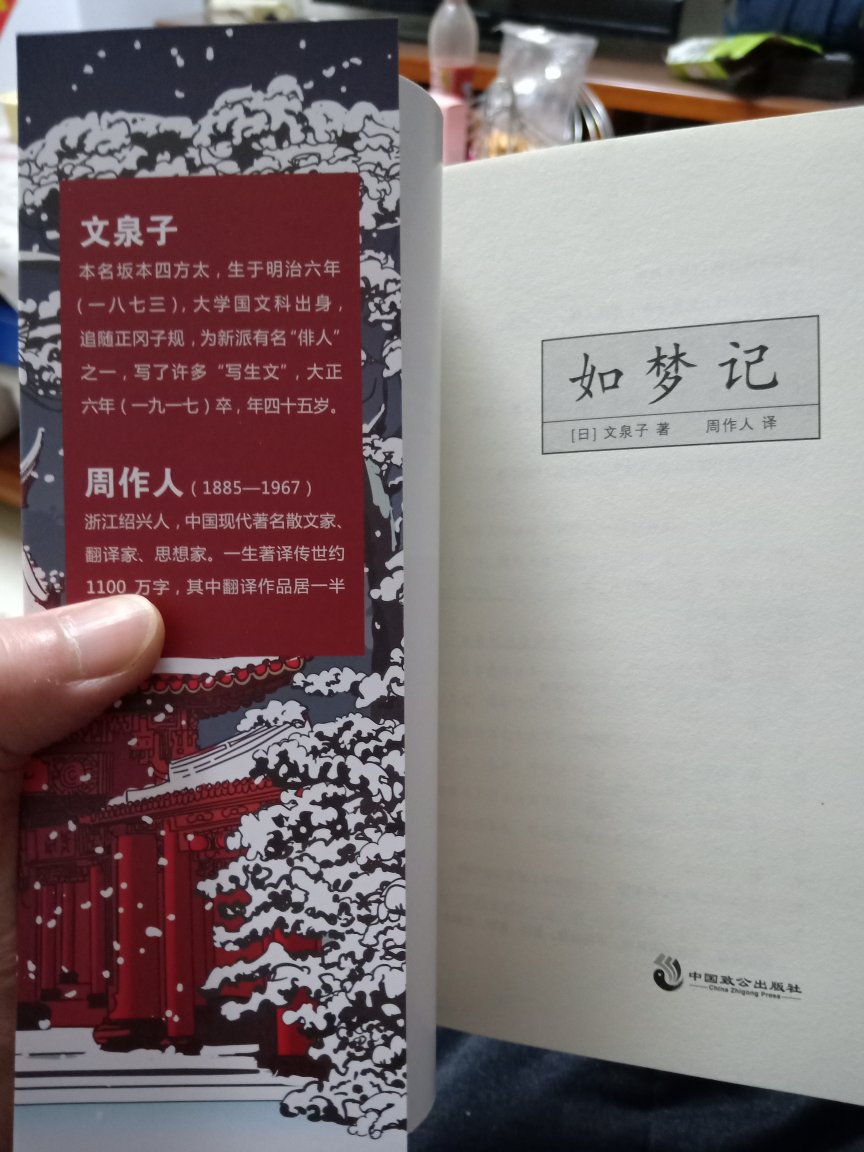 文泉子
本名坂本四方太，生于明治六年
（一八七三），大学国文科出身，
追随正冈子规，为新派有名“俳人”
之一，写了许多“写生文”，大正
六年（一九一七）卒，年四十五岁。
周作人（1885—1967）
浙江绍兴人，中国现代著名散文家、
翻译家、思想家。一生著译传世约
1100 万字，其中翻译作品居一半
如梦记
[日] 文泉子 著 周作人 译
中国致公出版社
China Zhigong Press